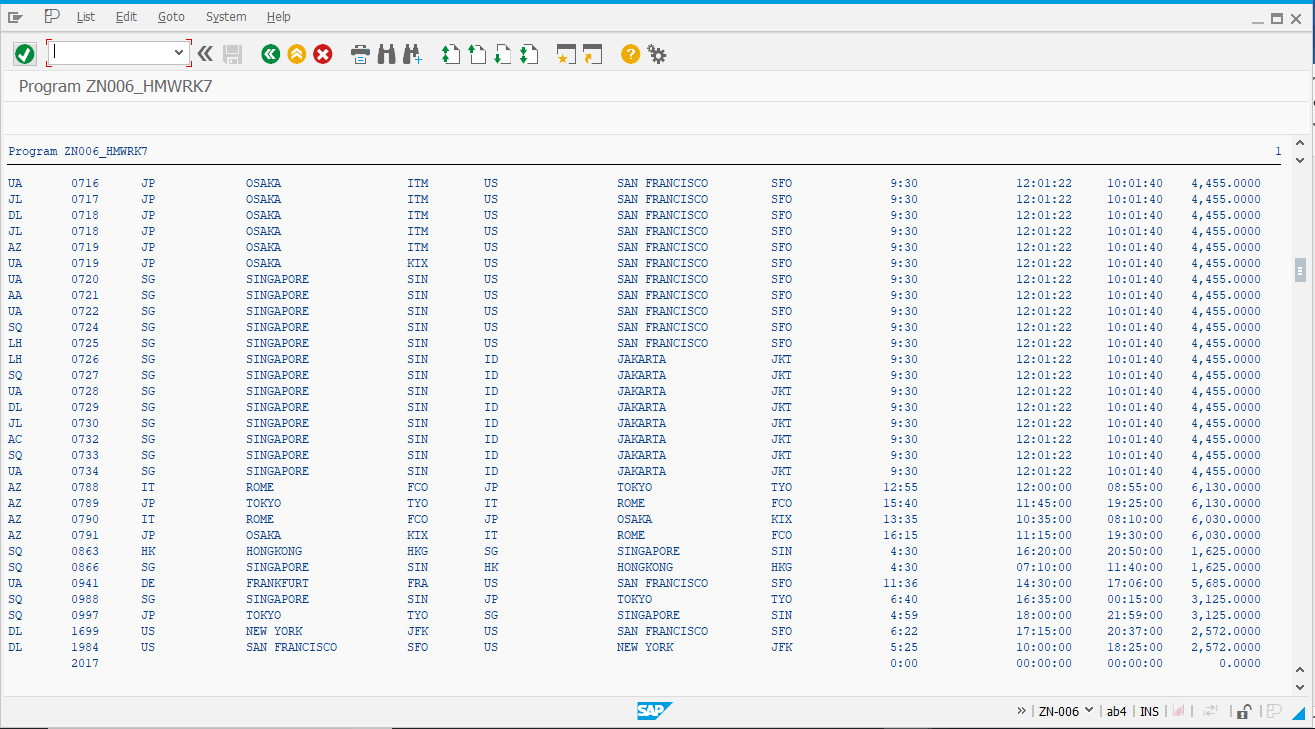 List Edit Goto System Help
Program ZN006_HMWRK7
Program ZN006_HMWRK7 1
UA 0716 JP OSAKA ITM US SAN FRANCISCO SFO 9:30 12:01:22 10:01:40 4,455.0000
JL 0717 JP OSAKA ITM US SAN FRANCISCO SFO 9:30 12:01:22 10:01:40 4,455.0000
DL 0718 JP OSAKA ITM US SAN FRANCISCO SFO 9:30 12:01:22 10:01:40 4,455.0000
JL 0718 JP OSAKA ITM US SAN FRANCISCO SFO 9:30 12:01:22 10:01:40 4,455.0000
AZ 0719 JP OSAKA ITM US SAN FRANCISCO SFO 9:30 12:01:22 10:01:40 4,455.0000
UA 0719 JP OSAKA KIX US SAN FRANCISCO SFO 9:30 12:01:22 10:01:40 4,455.0000
UA 0720 SG SINGAPORE SIN US SAN FRANCISCO SFO 9:30 12:01:22 10:01:40 4,455.0000
AA 0721 SG SINGAPORE SIN US SAN FRANCISCO SFO 9:30 12:01:22 10:01:40 4,455.0000
UA 0722 SG SINGAPORE SIN US SAN FRANCISCO SFO 9:30 12:01:22 10:01:40 4,455.0000
SQ 0724 SG SINGAPORE SIN US SAN FRANCISCO SFO 9:30 12:01:22 10:01:40 4,455.0000
LH 0725 SG SINGAPORE SIN US SAN FRANCISCO SFO 9:30 12:01:22 10:01:40 4,455.0000
LH 0726 SG SINGAPORE SIN ID JAKARTA JKT 9:30 12:01:22 10:01:40 4,455.0000
SQ 0727 SG SINGAPORE SIN ID JAKARTA JKT 9:30 12:01:22 10:01:40 4,455.0000
UA 0728 SG SINGAPORE SIN ID JAKARTA JKT 9:30 12:01:22 10:01:40 4,455.0000
DL 0729 SG SINGAPORE SIN ID JAKARTA JKT 9:30 12:01:22 10:01:40 4,455.0000
JL 0730 SG SINGAPORE SIN ID JAKARTA JKT 9:30 12:01:22 10:01:40 4,455.0000
AC 0732 SG SINGAPORE SIN ID JAKARTA JKT 9:30 12:01:22 10:01:40 4,455.0000
SQ 0733 SG SINGAPORE SIN ID JAKARTA JKT 9:30 12:01:22 10:01:40 4,455.0000
UA 0734 SG SINGAPORE SIN ID JAKARTA JKT 9:30 12:01:22 10:01:40 4,455.0000
AZ 0788 IT ROME FCO JP TOKYO TYO 12:55 12:00:00 08:55:00 6,130.0000
AZ 0789 JP TOKYO TYO IT ROME FCO 15:40 11:45:00 19:25:00 6,130.0000
AZ 0790 IT ROME FCO JP OSAKA KIX 13:35 10:35:00 08:10:00 6,030.0000
AZ 0791 JP OSAKA KIX IT ROME FCO 16:15 11:15:00 19:30:00 6,030.0000
SQ 0863 HK HONGKONG HKG SG SINGAPORE SIN 4:30 16:20:00 20:50:00 1,625.0000
SQ 0866 SG SINGAPORE SIN HK HONGKONG HKG 4:30 07:10:00 11:40:00 1,625.0000
UA 0941 DE FRANKFURT FRA US SAN FRANCISCO SFO 11:36 14:30:00 17:06:00 5,685.0000
SQ 0988 SG SINGAPORE SIN JP TOKYO TYO 6:40 16:35:00 00:15:00 3,125.0000
SQ 0997 JP TOKYO TYO SG SINGAPORE SIN 4:59 18:00:00 21:59:00 3,125.0000
DL 1699 US NEW YORK JFK US SAN FRANCISCO SFO 6:22 17:15:00 20:37:00 2,572.0000
DL 1984 US SAN FRANCISCO SFO US NEW YORK JFK 5:25 10:00:00 18:25:00 2,572.0000
2017 0:00 00:00:00 00:00:00 0.0000
SAP ZN-006 ab4 INS